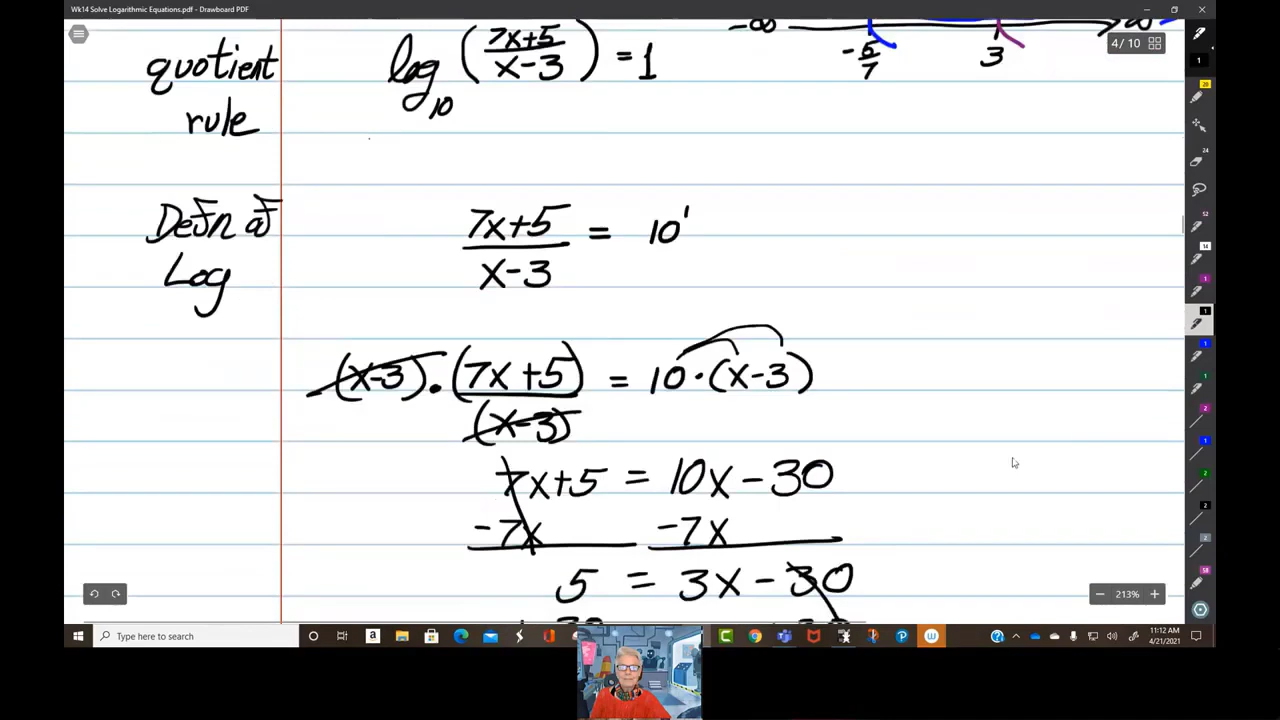 Wk14 Solve Logarithmic Equations.pdf - Drawboard PDF
4 / 10
-∞ ∞
-5/7 3
quotient rule
log₁₀ ((7x+5)/(x-3)) = 1
Defn of Log
(7x+5)/(x-3) = 10¹
(x-3)·(7x+5)/(x-3) = 10·(x-3)
7x+5 = 10x-30
-7x -7x
5 = 3x-30
213%
Type here to search
11:12 AM
4/21/2021